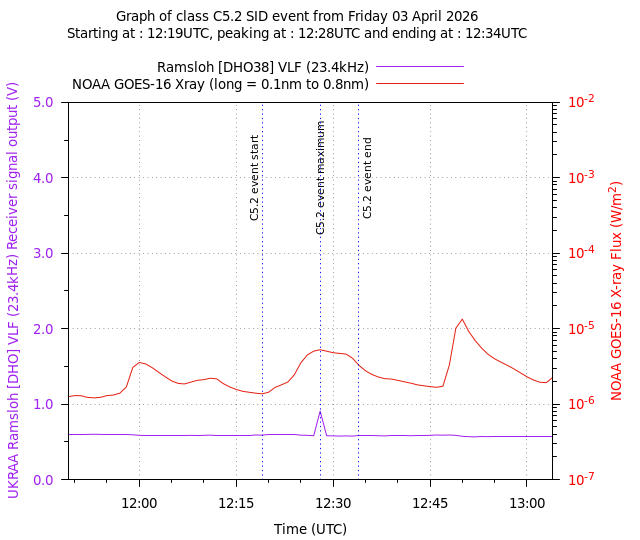 Graph of class C5.2 SID event from Friday 03 April 2026
Starting at : 12:19UTC, peaking at : 12:28UTC and ending at : 12:34UTC
Ramsloh [DHO38] VLF (23.4kHz)
NOAA GOES-16 Xray (long = 0.1nm to 0.8nm)
UKRAA Ramsloh [DHO] VLF (23.4kHz) Receiver signal output (V)
5.0
4.0
3.0
2.0
1.0
0.0
C5.2 event start
C5.2 event maximum
C5.2 event end
10-2
10-3
10-4
10-5
10-6
10-7
NOAA GOES-16 X-ray Flux (W/m2)
12:00 12:15 12:30 12:45 13:00
Time (UTC)